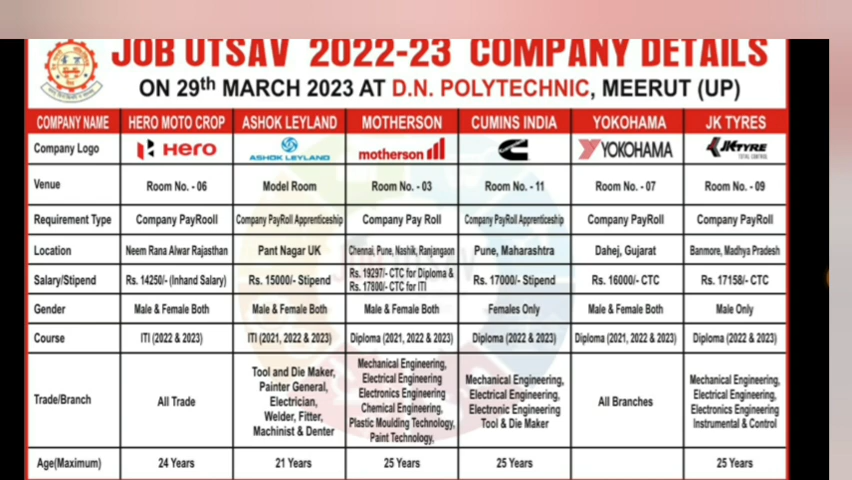 JOB UTSAV 2022-23 COMPANY DETAILS
ON 29th MARCH 2023 AT D.N. POLYTECHNIC, MEERUT (UP)
COMPANY NAME HERO MOTO CROP ASHOK LEYLAND MOTHERSON CUMINS INDIA YOKOHAMA JK TYRES
Company Logo Hero ASHOK LEYLAND motherson YOKOHAMA JKTYRE
TOTAL CONTROL
Venue Room No. - 06 Model Room Room No. - 03 Room No. - 11 Room No. - 07 Room No. - 09
Requirement Type Company PayRooll Company PayRoll Apprenticeship Company Pay Roll Company PayRoll Apprenticeship Company PayRoll Company PayRoll
Location Neem Rana Alwar Rajasthan Pant Nagar UK Chennai, Pune, Nashik, Ranjangaon Pune, Maharashtra Dahej, Gujarat Banmore, Madhya Pradesh
Salary/Stipend Rs. 14250/- (Inhand Salary) Rs. 15000/- Stipend Rs. 19297/- CTC for Diploma & Rs. 17000/- Stipend Rs. 16000/- CTC Rs. 17158/- CTC
Rs. 17800/- CTC for ITI
Gender Male & Female Both Male & Female Both Male & Female Both Females Only Male & Female Both Male Only
Course ITI (2022 & 2023) ITI (2021, 2022 & 2023) Diploma (2021, 2022 & 2023) Diploma (2022 & 2023) Diploma (2021, 2022 & 2023) Diploma (2022 & 2023)
Trade/Branch
All Trade
Tool and Die Maker,
Painter General,
Electrician,
Welder, Fitter,
Machinist & Denter
Mechanical Engineering,
Electrical Engineering
Electronics Engineering
Chemical Engineering,
Plastic Moulding Technology,
Paint Technology,
Mechanical Engineering,
Electrical Engineering,
Electronic Engineering
Tool & Die Maker
All Branches
Mechanical Engineering,
Electrical Engineering,
Electronics Engineering
Instrumental & Control
Age(Maximum) 24 Years 21 Years 25 Years 25 Years 25 Years